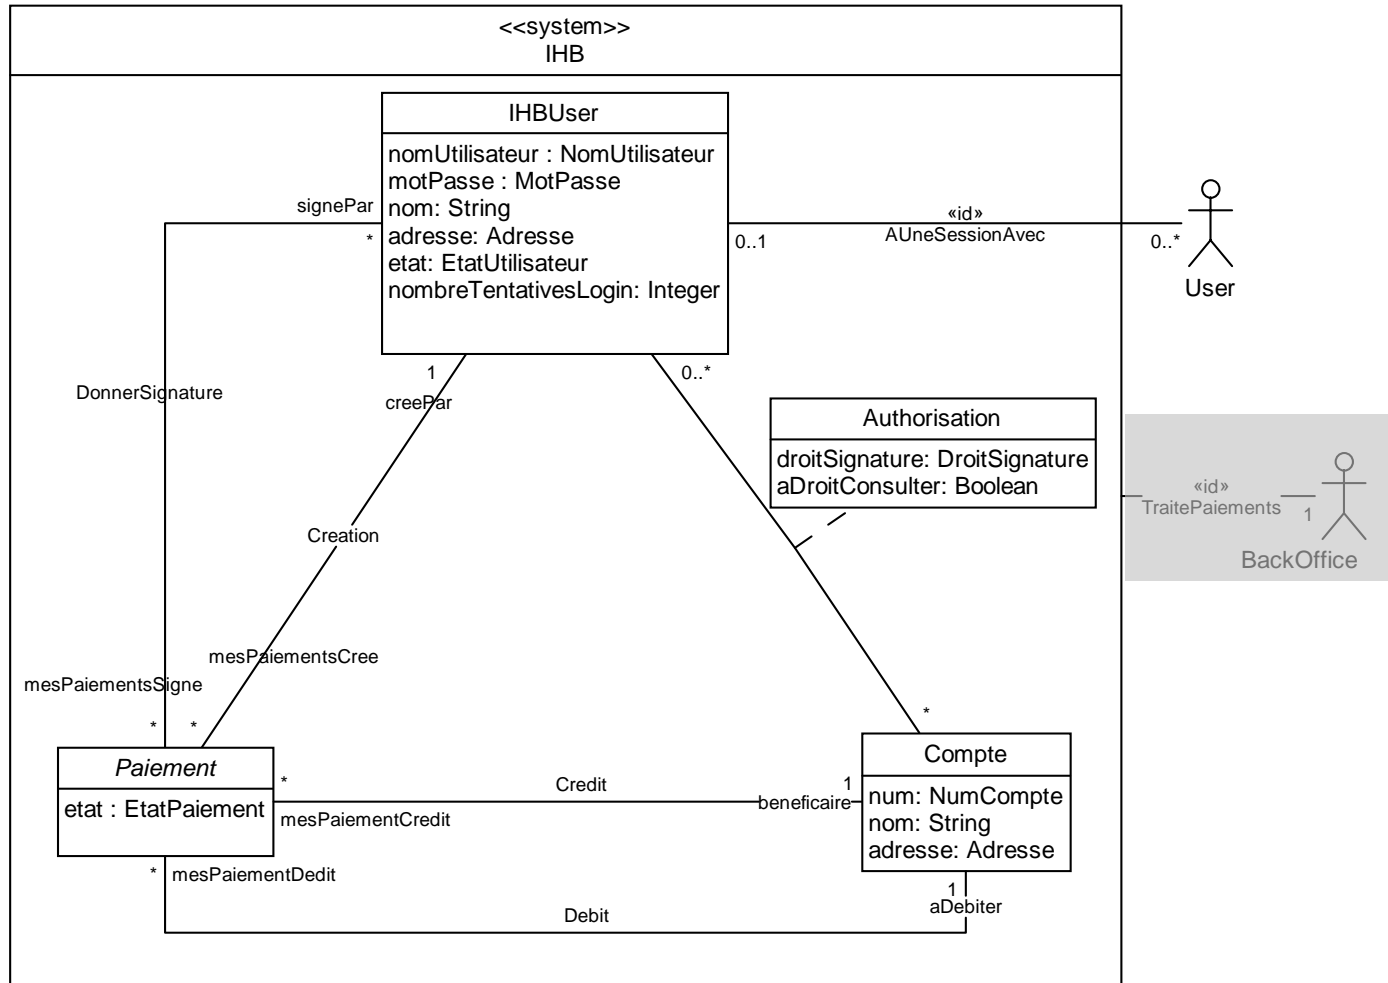 <<system>>
IHB
IHBUser
nomUtilisateur : NomUtilisateur
motPasse : MotPasse
nom: String
adresse: Adresse
etat: EtatUtilisateur
nombreTentativesLogin: Integer
signePar
*
0..1
«id»
AUneSessionAvec
0..*
User
DonnerSignature
1
creePar
0..*
Authorisation
droitSignature: DroitSignature
aDroitConsulter: Boolean
«id»
TraitePaiements
1
BackOffice
Creation
mesPaiementsCree
mesPaiementsSigne
*
*
*
Paiement
etat : EtatPaiement
*
mesPaiementCredit
Credit
1
beneficaire
Compte
num: NumCompte
nom: String
adresse: Adresse
*
mesPaiementDedit
Debit
1
aDebiter